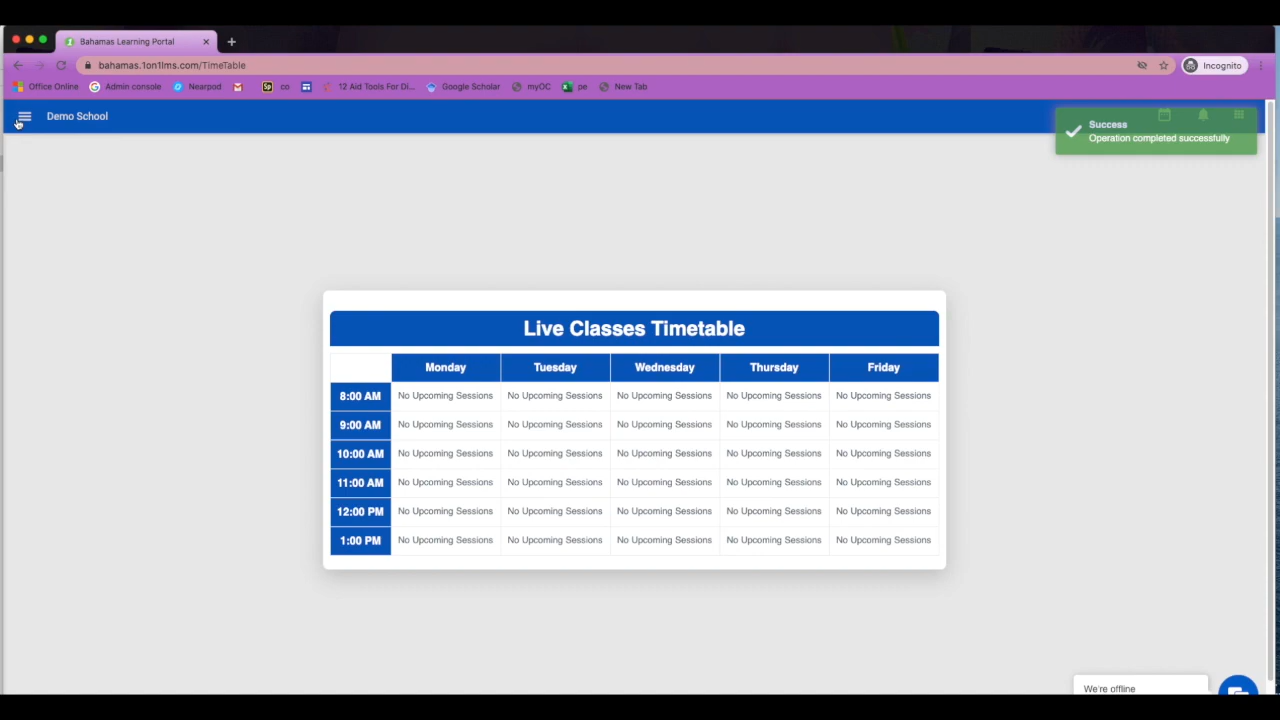 Bahamas Learning Portal
bahamas.1on1lms.com/TimeTable
Incognito
Office Online Admin console Nearpod Sp co 12 Aid Tools For Di... Google Scholar myOC pe New Tab
Demo School
Success
Operation completed successfully
Live Classes Timetable
Monday Tuesday Wednesday Thursday Friday
8:00 AM No Upcoming Sessions No Upcoming Sessions No Upcoming Sessions No Upcoming Sessions No Upcoming Sessions
9:00 AM No Upcoming Sessions No Upcoming Sessions No Upcoming Sessions No Upcoming Sessions No Upcoming Sessions
10:00 AM No Upcoming Sessions No Upcoming Sessions No Upcoming Sessions No Upcoming Sessions No Upcoming Sessions
11:00 AM No Upcoming Sessions No Upcoming Sessions No Upcoming Sessions No Upcoming Sessions No Upcoming Sessions
12:00 PM No Upcoming Sessions No Upcoming Sessions No Upcoming Sessions No Upcoming Sessions No Upcoming Sessions
1:00 PM No Upcoming Sessions No Upcoming Sessions No Upcoming Sessions No Upcoming Sessions No Upcoming Sessions
We're offline